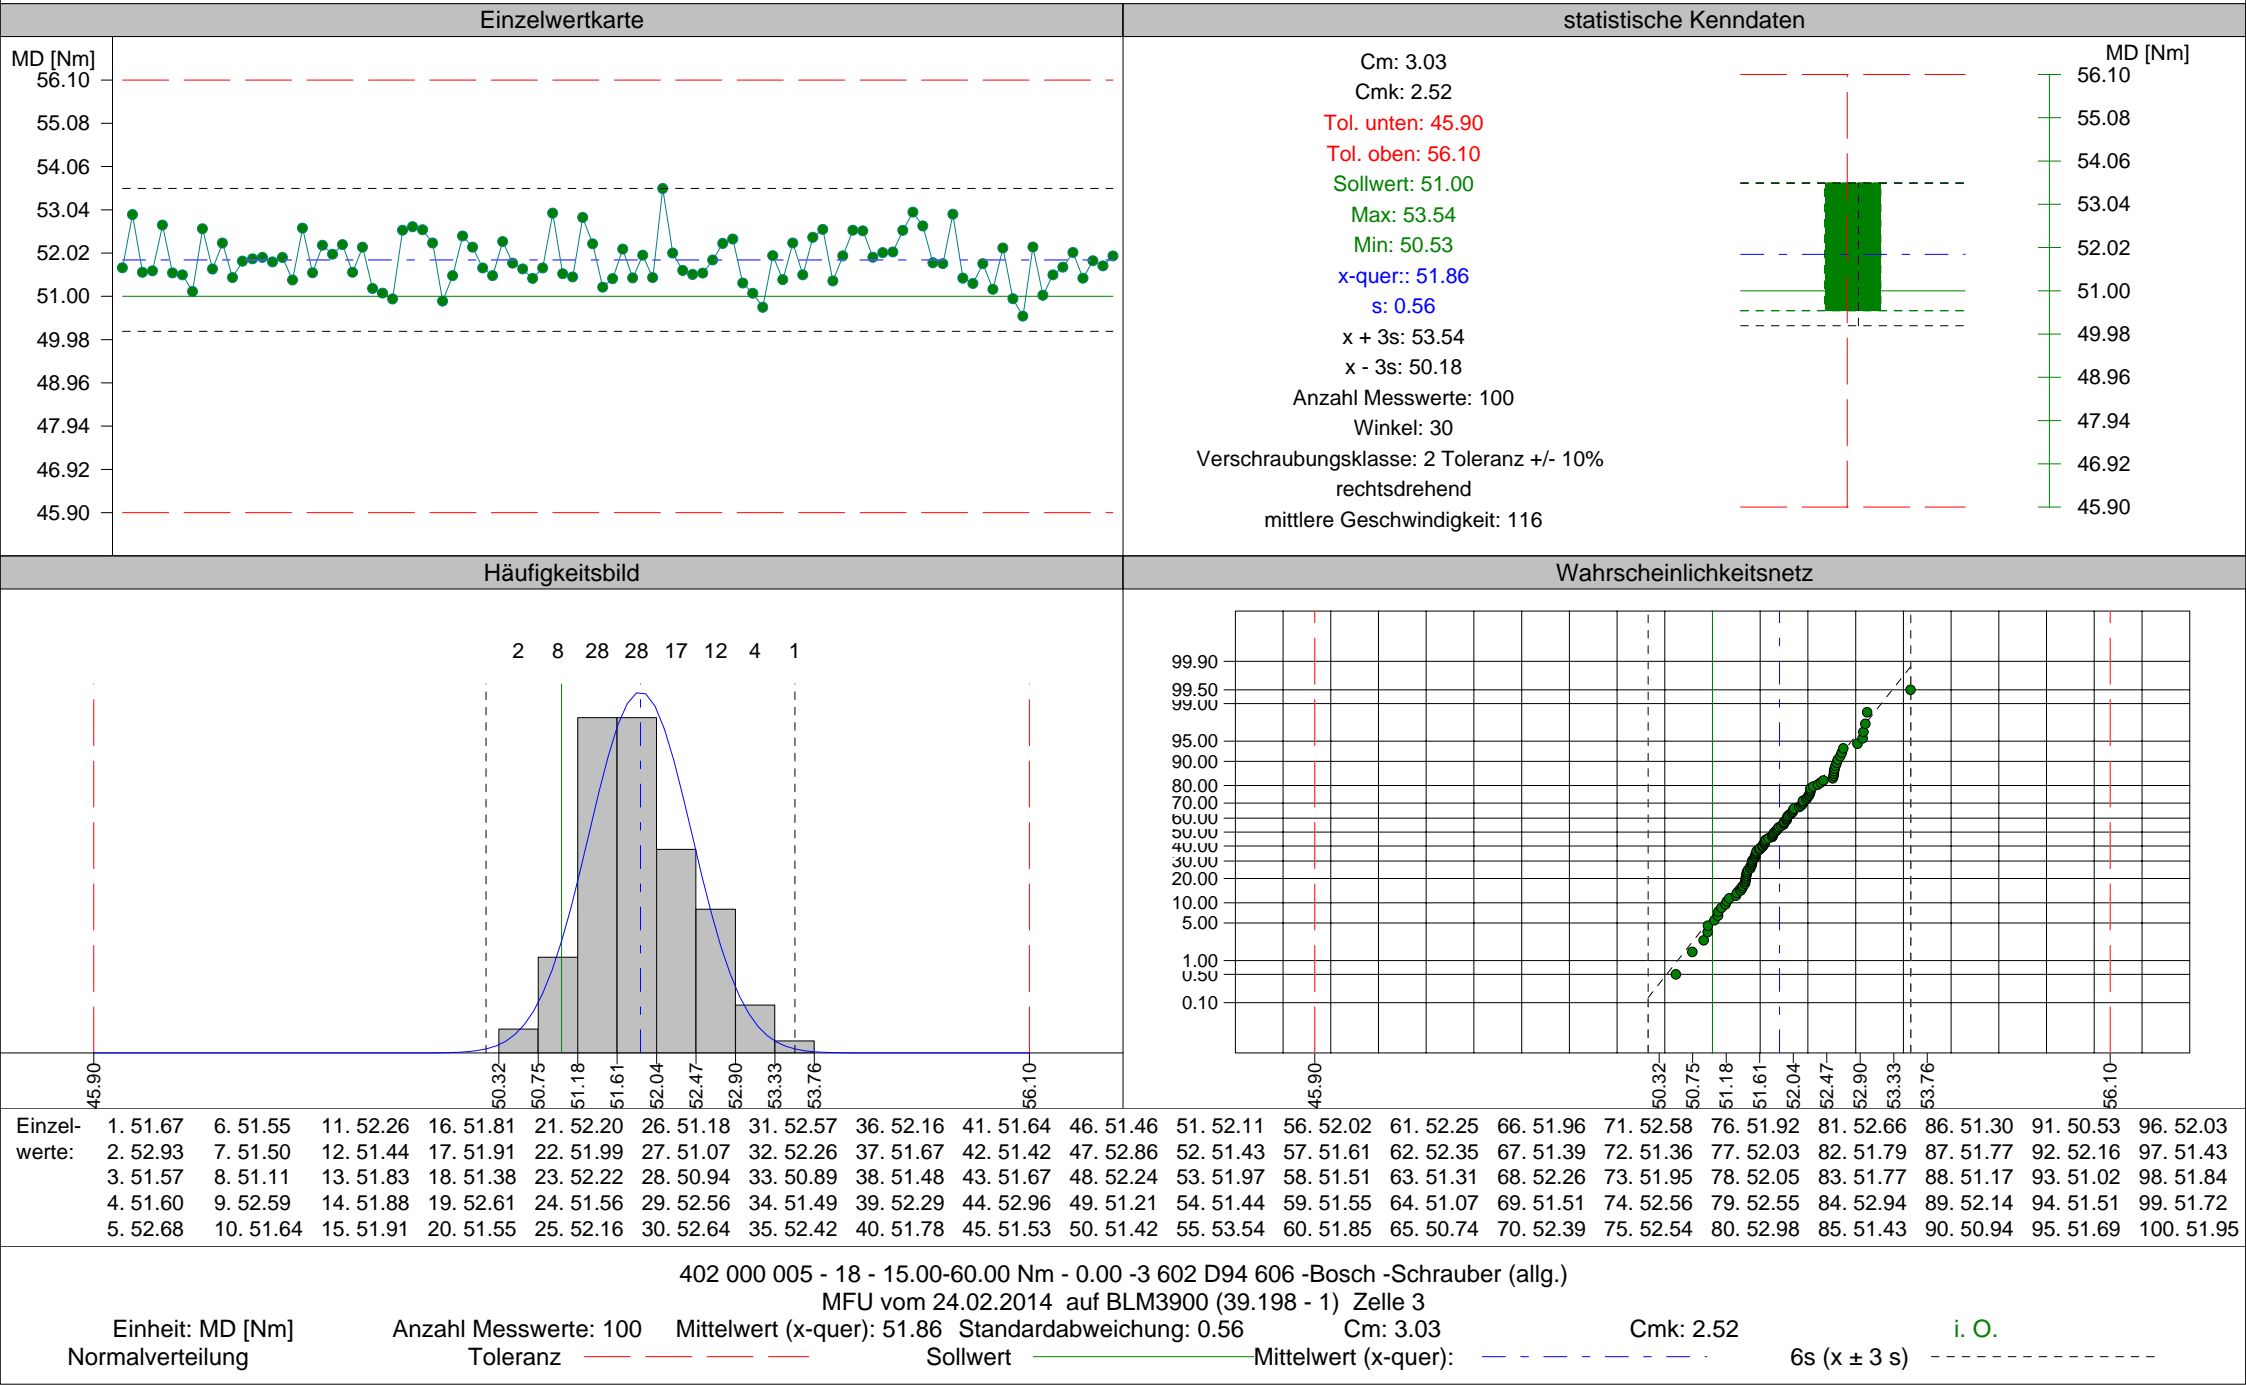 Einzelwertkarte
MD [Nm]
56.10
55.08
54.06
53.04
52.02
51.00
49.98
48.96
47.94
46.92
45.90
statistische Kenndaten
Cm: 3.03
Cmk: 2.52
Tol. unten: 45.90
Tol. oben: 56.10
Sollwert: 51.00
Max: 53.54
Min: 50.53
x-quer:: 51.86
s: 0.56
x + 3s: 53.54
x - 3s: 50.18
Anzahl Messwerte: 100
Winkel: 30
Verschraubungsklasse: 2 Toleranz +/- 10%
rechtsdrehend
mittlere Geschwindigkeit: 116
MD [Nm]
56.10
55.08
54.06
53.04
52.02
51.00
49.98
48.96
47.94
46.92
45.90
Häufigkeitsbild
2 8 28 28 17 12 4 1
45.90 50.32 50.75 51.18 51.61 52.04 52.47 52.90 53.33 53.76 56.10
Wahrscheinlichkeitsnetz
99.90
99.50
99.00
95.00
90.00
80.00
70.00
60.00
50.00
40.00
30.00
20.00
10.00
5.00
1.00
0.50
0.10
45.90 50.32 50.75 51.18 51.61 52.04 52.47 52.90 53.33 53.76 56.10
Einzel- 1. 51.67 6. 51.55 11. 52.26 16. 51.81 21. 52.20 26. 51.18 31. 52.57 36. 52.16 41. 51.64 46. 51.46 51. 52.11 56. 52.02 61. 52.25 66. 51.96 71. 52.58 76. 51.92 81. 52.66 86. 51.30 91. 50.53 96. 52.03
werte: 2. 52.93 7. 51.50 12. 51.44 17. 51.91 22. 51.99 27. 51.07 32. 52.26 37. 51.67 42. 51.42 47. 52.86 52. 51.43 57. 51.61 62. 52.35 67. 51.39 72. 51.36 77. 52.03 82. 51.79 87. 51.77 92. 52.16 97. 51.43
3. 51.57 8. 51.11 13. 51.83 18. 51.38 23. 52.22 28. 50.94 33. 50.89 38. 51.48 43. 51.67 48. 52.24 53. 51.97 58. 51.51 63. 51.31 68. 52.26 73. 51.95 78. 52.05 83. 51.77 88. 51.17 93. 51.02 98. 51.84
4. 51.60 9. 52.59 14. 51.88 19. 52.61 24. 51.56 29. 52.56 34. 51.49 39. 52.29 44. 52.96 49. 51.21 54. 51.44 59. 51.55 64. 51.07 69. 51.51 74. 52.56 79. 52.55 84. 52.94 89. 52.14 94. 51.51 99. 51.72
5. 52.68 10. 51.64 15. 51.91 20. 51.55 25. 52.16 30. 52.64 35. 52.42 40. 51.78 45. 51.53 50. 51.42 55. 53.54 60. 51.85 65. 50.74 70. 52.39 75. 52.54 80. 52.98 85. 51.43 90. 50.94 95. 51.69 100. 51.95
402 000 005 - 18 - 15.00-60.00 Nm - 0.00 -3 602 D94 606 -Bosch -Schrauber (allg.)
MFU vom 24.02.2014 auf BLM3900 (39.198 - 1) Zelle 3
Einheit: MD [Nm] Anzahl Messwerte: 100 Mittelwert (x-quer): 51.86 Standardabweichung: 0.56 Cm: 3.03 Cmk: 2.52 i. O.
Normalverteilung Toleranz Sollwert Mittelwert (x-quer): 6s (x ± 3 s)